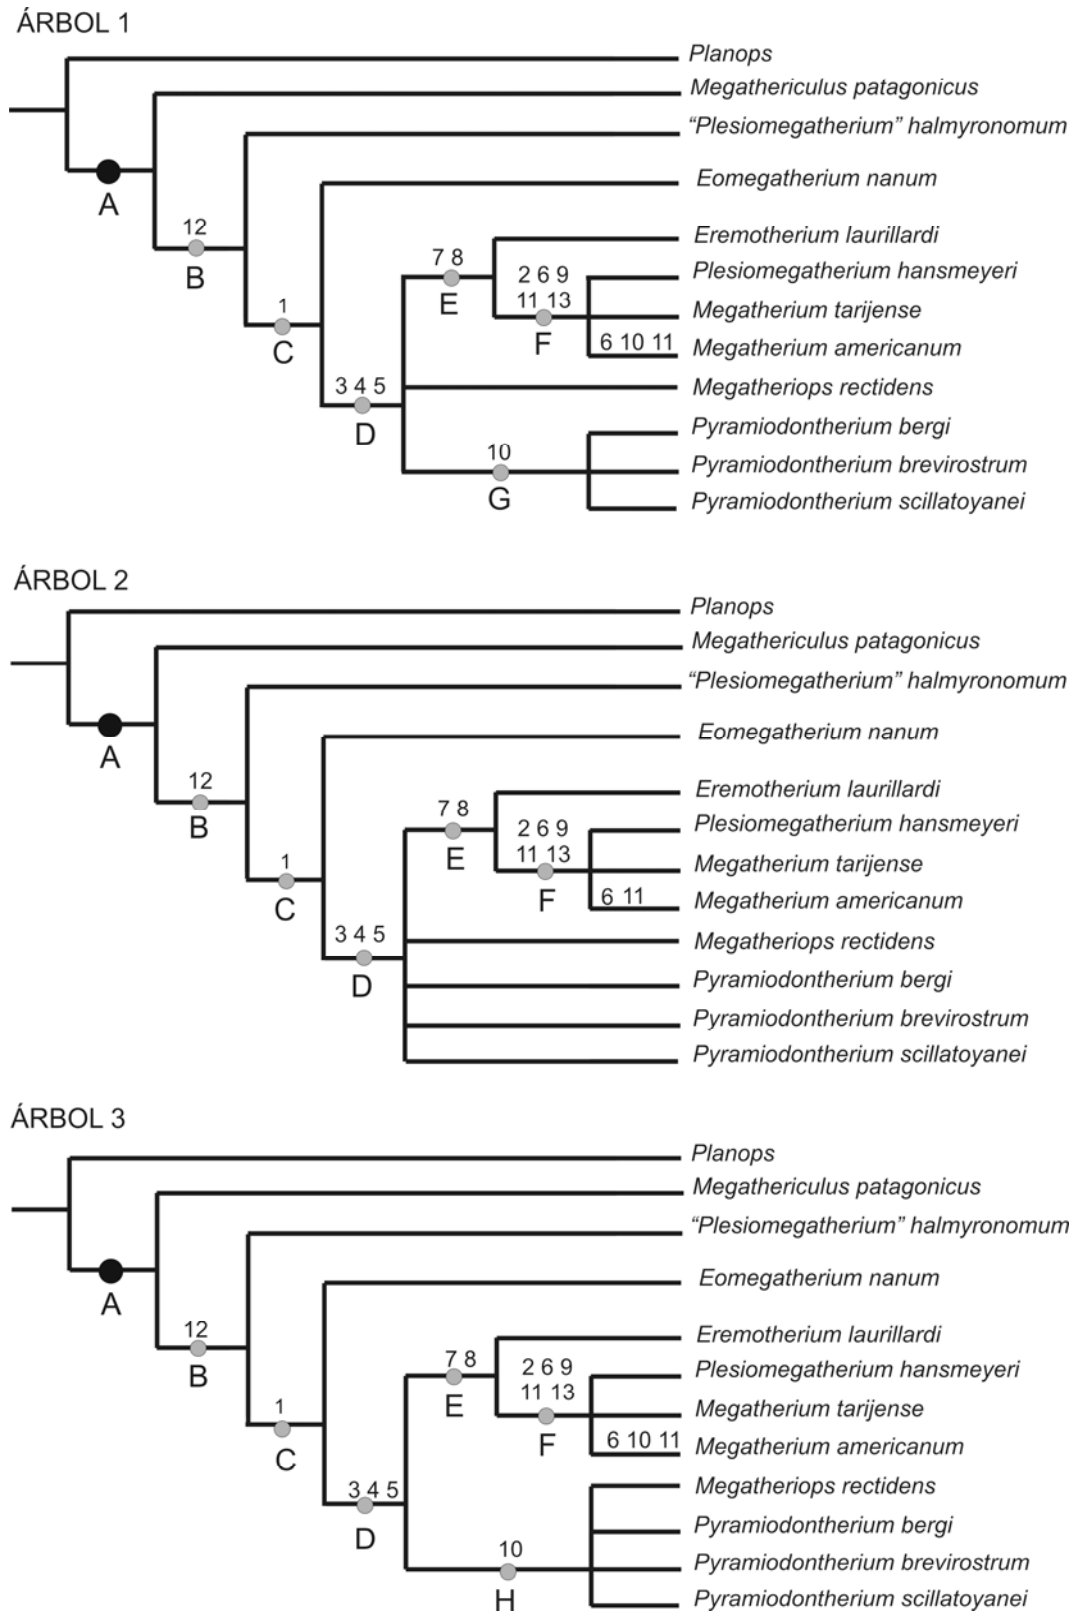 ÁRBOL 1
Planops
Megathericulus patagonicus
“Plesiomegatherium” halmyronomum
A
12
B
Eomegatherium nanum
1
C
Eremotherium laurillardi
7 8
E
2 6 9
Plesiomegatherium hansmeyeri
11 13
F
Megatherium tarijense
6 10 11
Megatherium americanum
3 4 5
D
Megatheriops rectidens
Pyramiodontherium bergi
10
G
Pyramiodontherium brevirostrum
Pyramiodontherium scillatoyanei
ÁRBOL 2
Planops
Megathericulus patagonicus
“Plesiomegatherium” halmyronomum
A
12
B
Eomegatherium nanum
1
C
Eremotherium laurillardi
7 8
E
2 6 9
Plesiomegatherium hansmeyeri
11 13
F
Megatherium tarijense
6 11
Megatherium americanum
3 4 5
D
Megatheriops rectidens
Pyramiodontherium bergi
Pyramiodontherium brevirostrum
Pyramiodontherium scillatoyanei
ÁRBOL 3
Planops
Megathericulus patagonicus
“Plesiomegatherium” halmyronomum
A
12
B
Eomegatherium nanum
1
C
Eremotherium laurillardi
7 8
E
2 6 9
Plesiomegatherium hansmeyeri
11 13
F
Megatherium tarijense
6 10 11
Megatherium americanum
3 4 5
D
Megatheriops rectidens
Pyramiodontherium bergi
10
H
Pyramiodontherium brevirostrum
Pyramiodontherium scillatoyanei